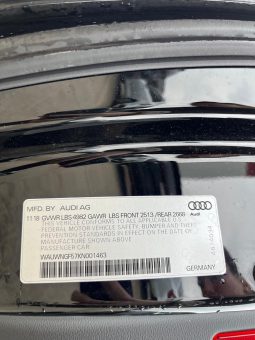 MFD. BY AUDI AG
11·18 GVWR LBS 4982 GAWR LBS FRONT 2513 /REAR 2668
THIS VEHICLE CONFORMS TO ALL APPLICABLE U.S.
FEDERAL MOTOR VEHICLE SAFETY, BUMPER AND THEFT
PREVENTION STANDARDS IN EFFECT ON THE DATE OF
MANUFACTURE SHOWN ABOVE.
PASSENGER CAR
WAUWNGF57KN001463
Audi
GERMANY